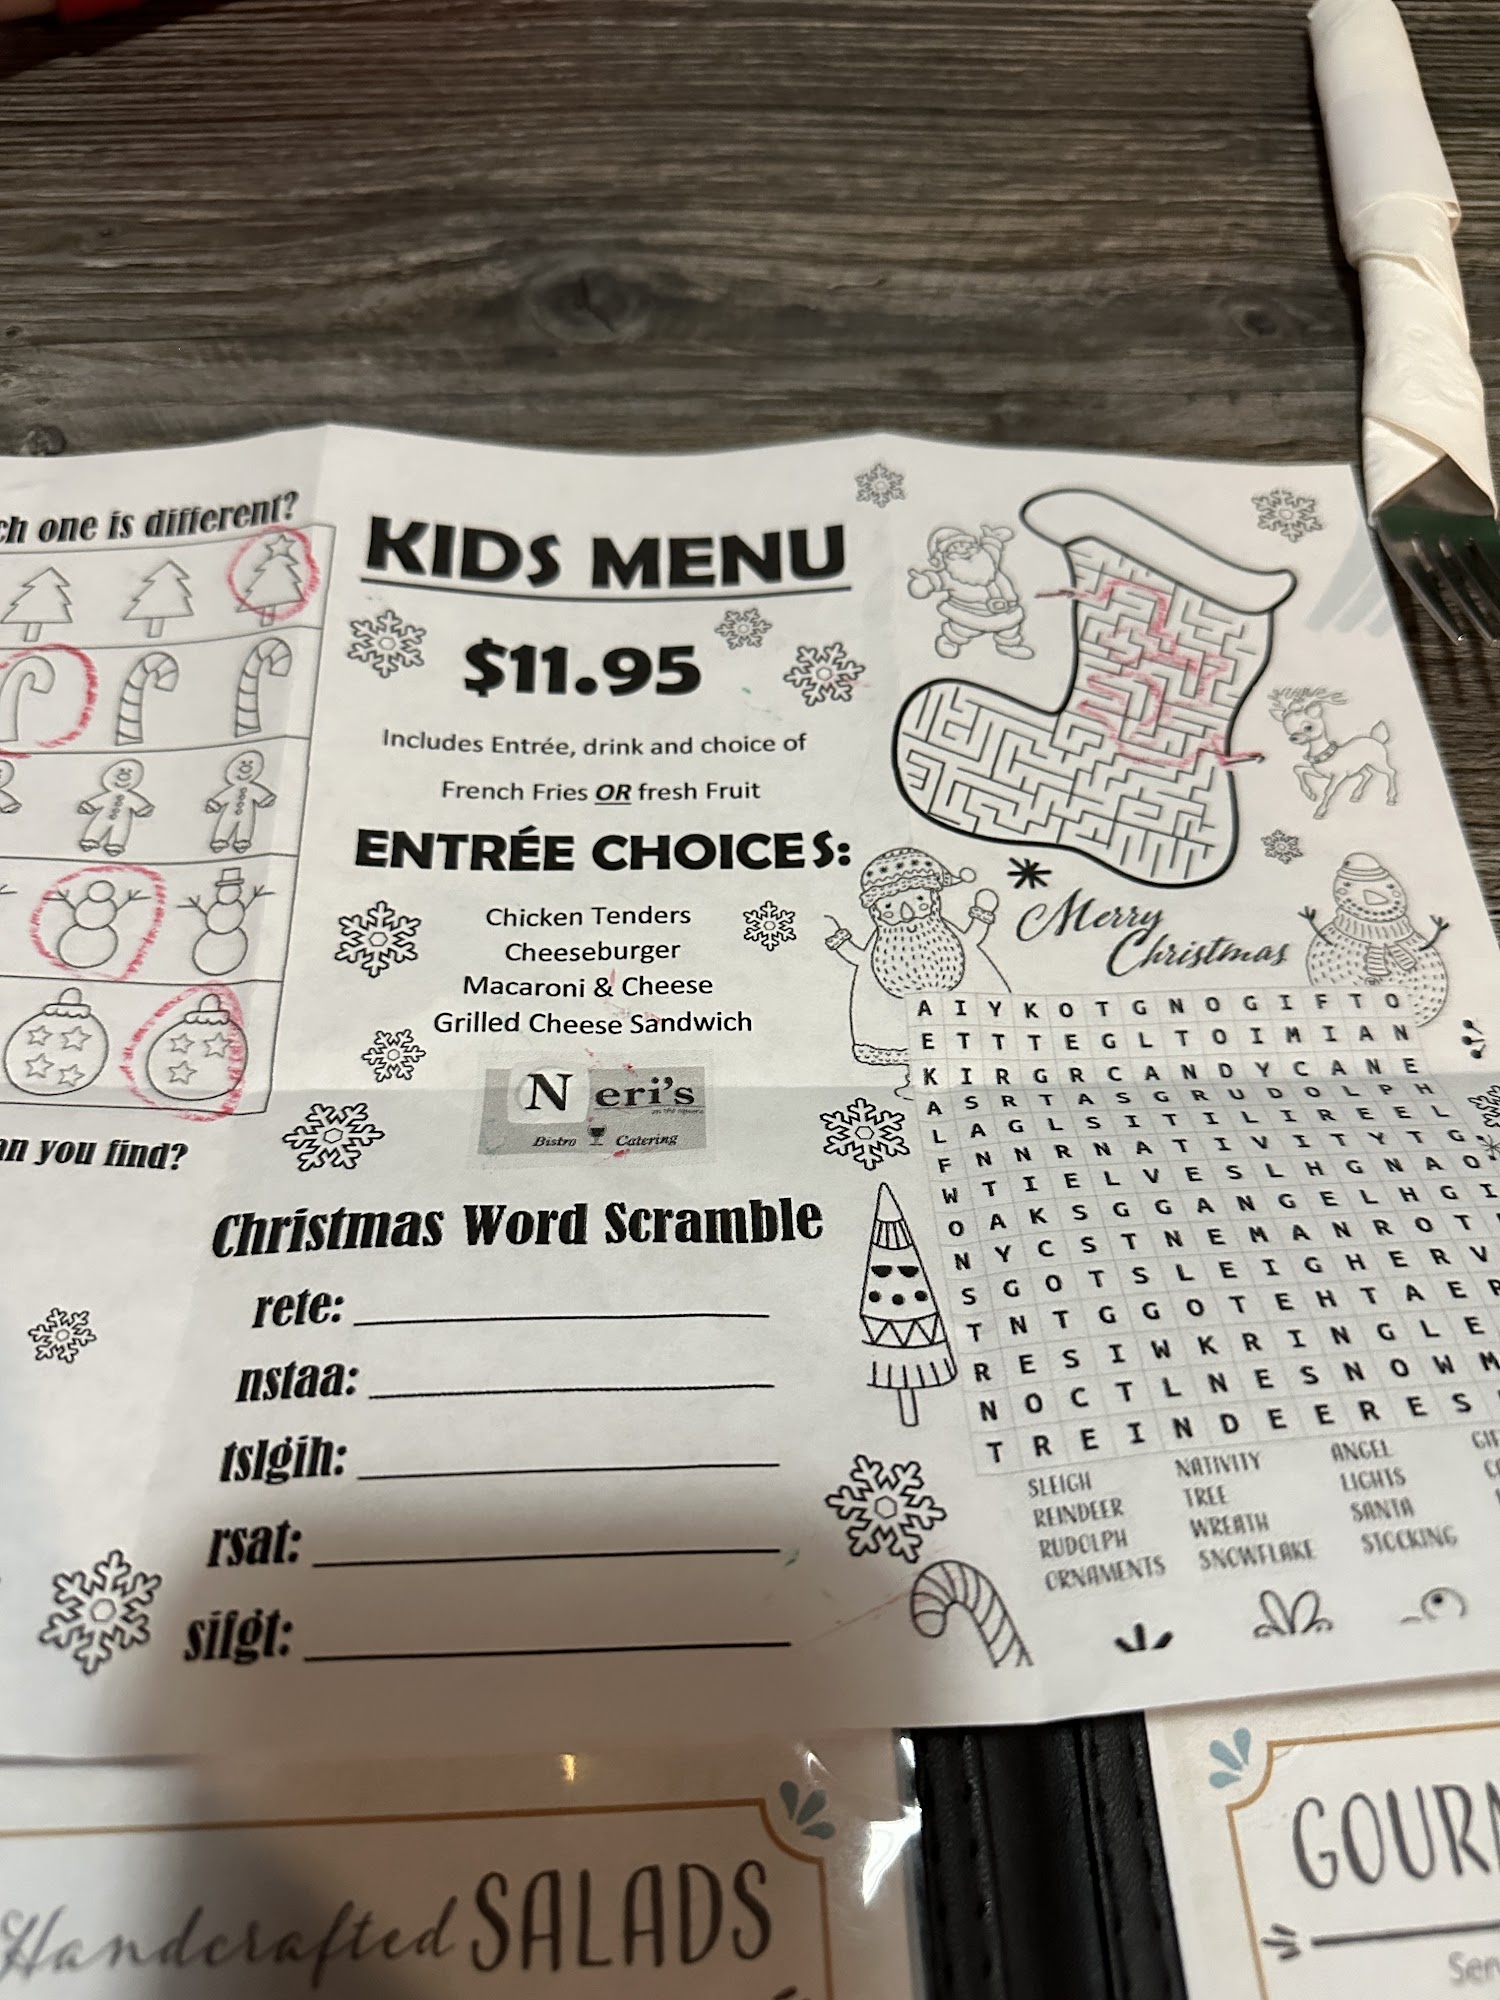 ch one is different?
KIDS MENU
$11.95
Includes Entrée, drink and choice of
French Fries OR fresh Fruit
ENTRÉE CHOICES:
Chicken Tenders
Cheeseburger
Macaroni & Cheese
Grilled Cheese Sandwich
Neri's
Bistro Catering
an you find?
Christmas Word Scramble
rete:
nstaa:
tslgih:
rsat:
sifgt:
Merry
Christmas
A I Y K O T G N O G I F T O
E T T T E G L T O I M I A N
K I R G R C A N D Y C A N E
A S R T A S G R U D O L P H
L A G L S I T I L I R E E L
F N N R N A T I V I T Y T G
W T I E L V E S L H G N A O
O A K S G G A N G E L H G I
N Y C S T N E M A N R O T
S G O T S L E I G H E R V
T N T G G O T E H T A E R
R E S I W K R I N G L E
N O C T L N E S N O W M
T R E I N D E E R E S
SLEIGH NATIVITY ANGEL GIF
REINDEER TREE LIGHTS
RUDOLPH WREATH SANTA
ORNAMENTS SNOWFLAKE STOCKING
Handcrafted SALADS
GOURM
Ser